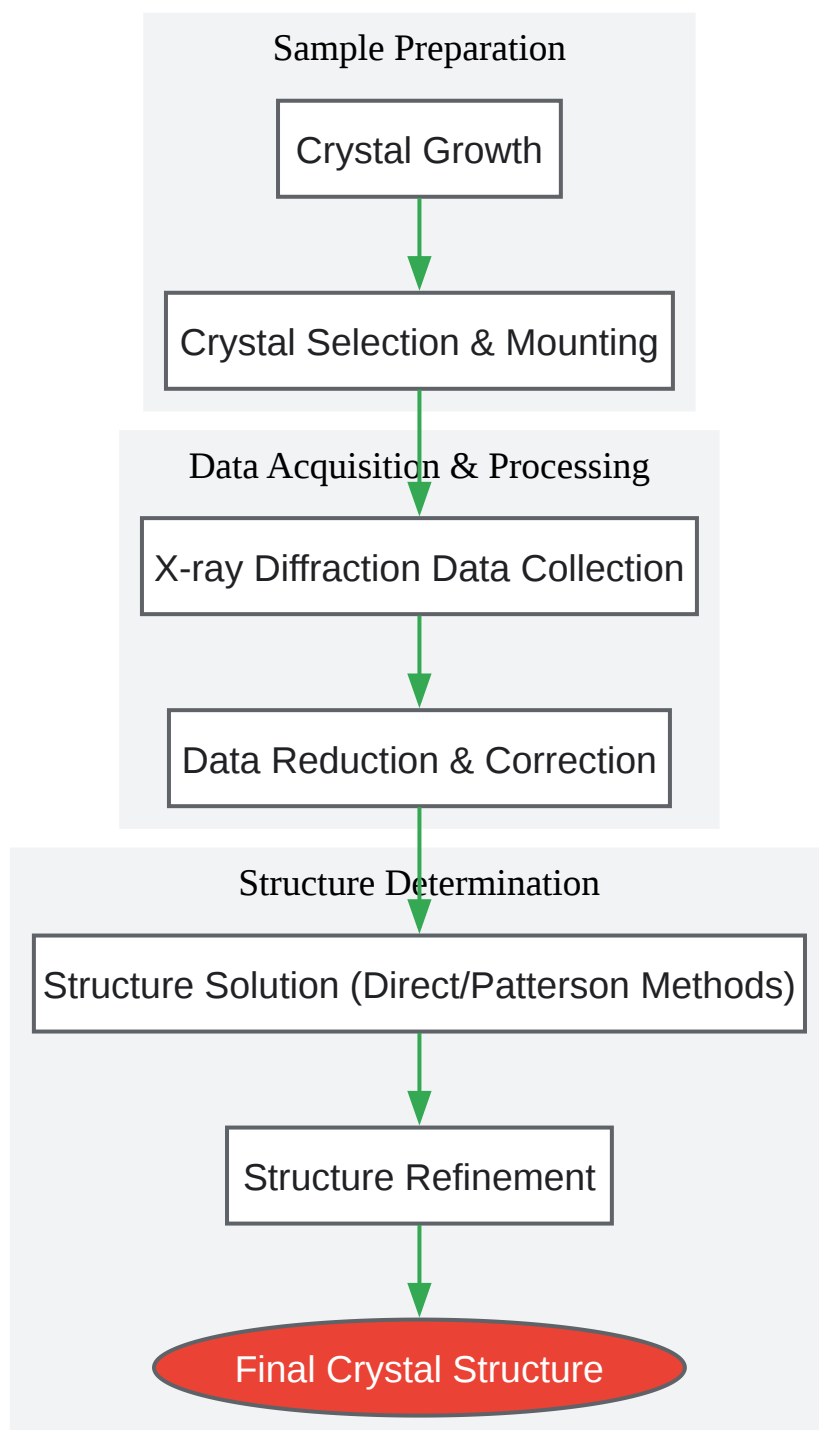 Sample Preparation
Crystal Growth
Crystal Selection & Mounting
Data Acquisition & Processing
X-ray Diffraction Data Collection
Data Reduction & Correction
Structure Determination
Structure Solution (Direct/Patterson Methods)
Structure Refinement
Final Crystal Structure